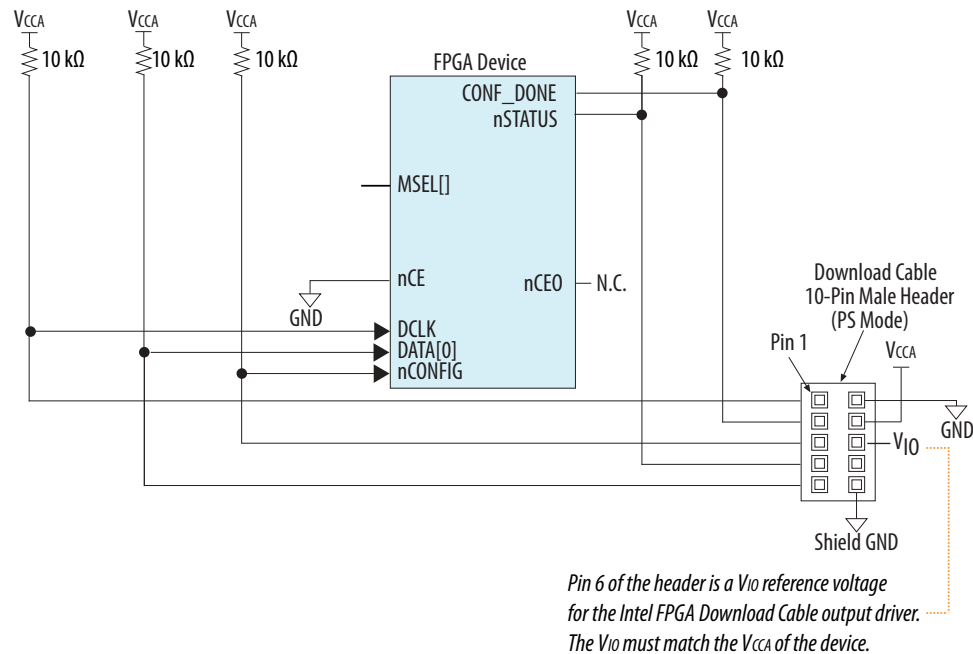 VCCA VCCA VCCA VCCA VCCA
10 kΩ 10 kΩ 10 kΩ 10 kΩ 10 kΩ
FPGA Device
CONF_DONE
nSTATUS
MSEL[]
nCE
nCEO
N.C.
GND
DCLK
DATA[0]
nCONFIG
Download Cable
10-Pin Male Header
(PS Mode)
Pin 1
VCCA
GND
VIO
Shield GND
Pin 6 of the header is a VIO reference voltage
for the Intel FPGA Download Cable output driver.
The VIO must match the VCCA of the device.